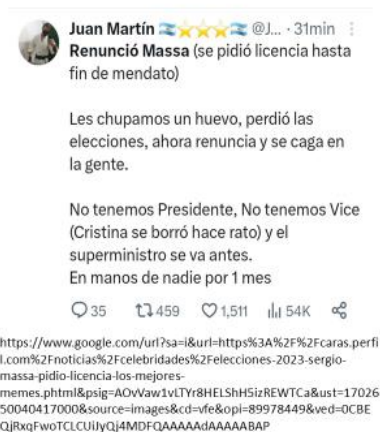 Juan Martín @J... · 31min
Renunció Massa (se pidió licencia hasta
fin de mendato)
Les chupamos un huevo, perdió las
elecciones, ahora renuncia y se caga en
la gente.
No tenemos Presidente, No tenemos Vice
(Cristina se borró hace rato) y el
superministro se va antes.
En manos de nadie por 1 mes
35 459 1,511 54K
https://www.google.com/url?sa=i&url=https%3A%2F%2Fcaras.perfi
l.com%2Fnoticias%2Fcelebridades%2Felecciones-2023-sergio-
massa-pidio-licencia-los-mejores-
memes.phtml&psig=AOvVaw1vLTYr8HELShH5izREWTCa&ust=17026
50040417000&source=images&cd=vfe&opi=89978449&ved=0CBE
QjRxqFwoTCLCUiJyQj4MDFQAAAAAdAAAAABAP